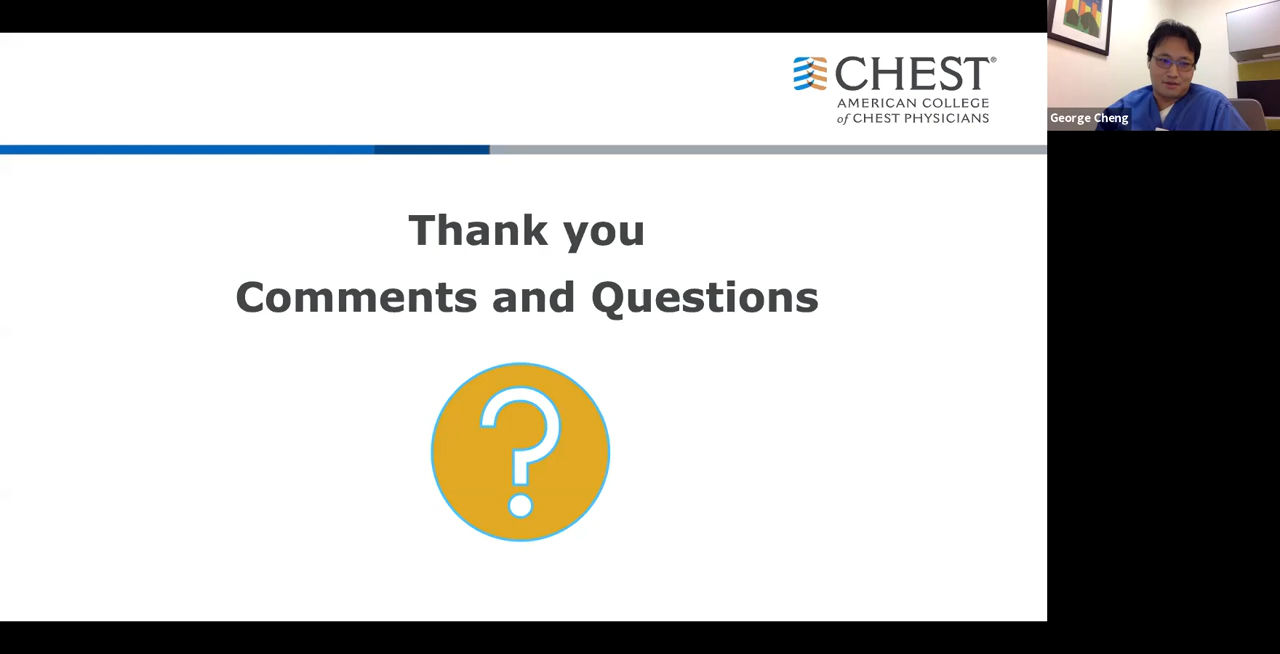 CHEST®
AMERICAN COLLEGE
of CHEST PHYSICIANS
George Cheng
Thank you
Comments and Questions
?